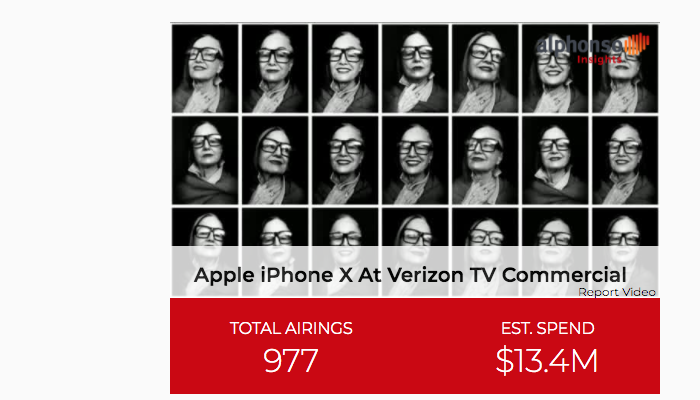 Alphonso
Insights
Apple iPhone X At Verizon TV Commercial
Report Video
TOTAL AIRINGS
EST. SPEND
977
$13.4M